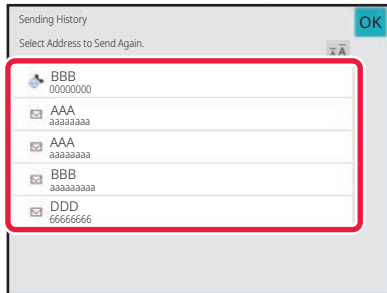 Sending History
OK
Select Address to Send Again.
A A
BBB
00000000
AAA
aaaaaaaa
AAA
aaaaaaaa
BBB
aaaaaaaaa
DDD
66666666